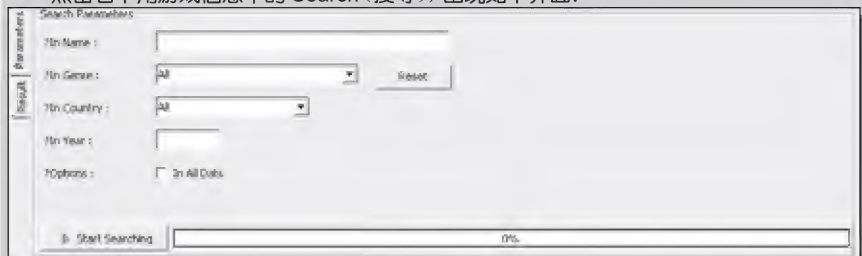 Search Parameters
Parameters
Result
*In Name :
*In Genre : All Reset
*In Country : All
*In Year :
*Options : In All Data
Start Searching 0%